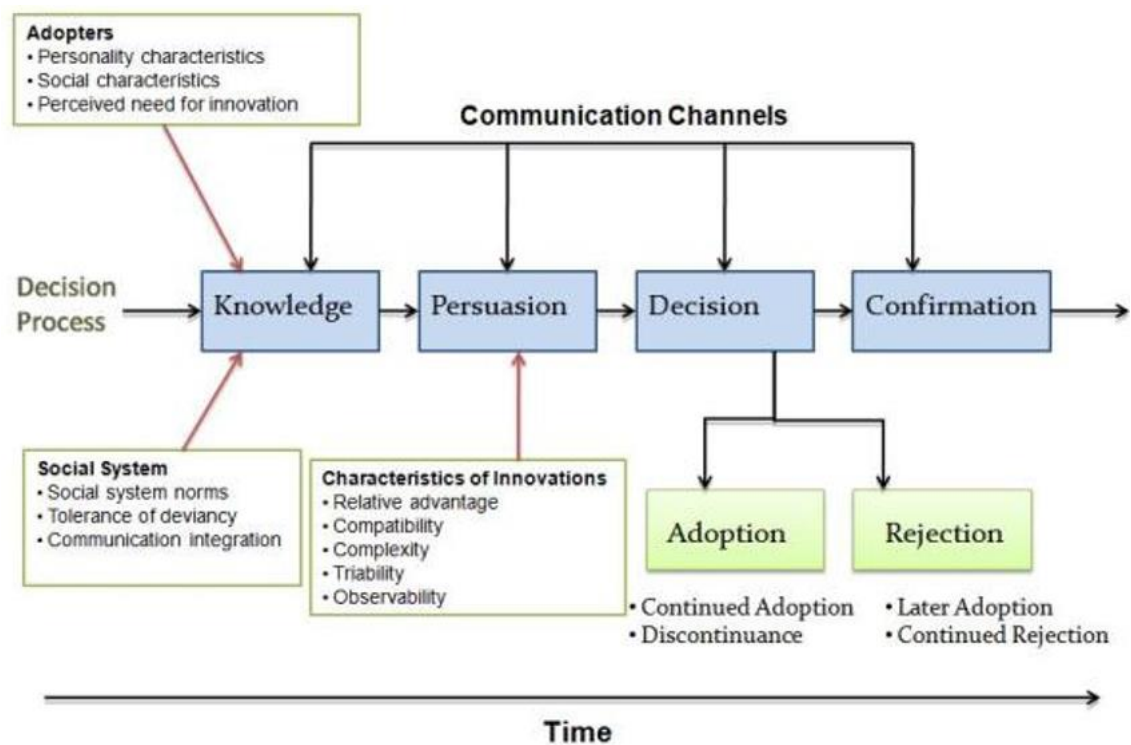 Adopters
• Personality characteristics
• Social characteristics
• Perceived need for innovation
Communication Channels
Decision
Process
Knowledge
Persuasion
Decision
Confirmation
Social System
• Social system norms
• Tolerance of deviancy
• Communication integration
Characteristics of Innovations
• Relative advantage
• Compatibility
• Complexity
• Triability
• Observability
Adoption
• Continued Adoption
• Discontinuance
Rejection
• Later Adoption
• Continued Rejection
Time